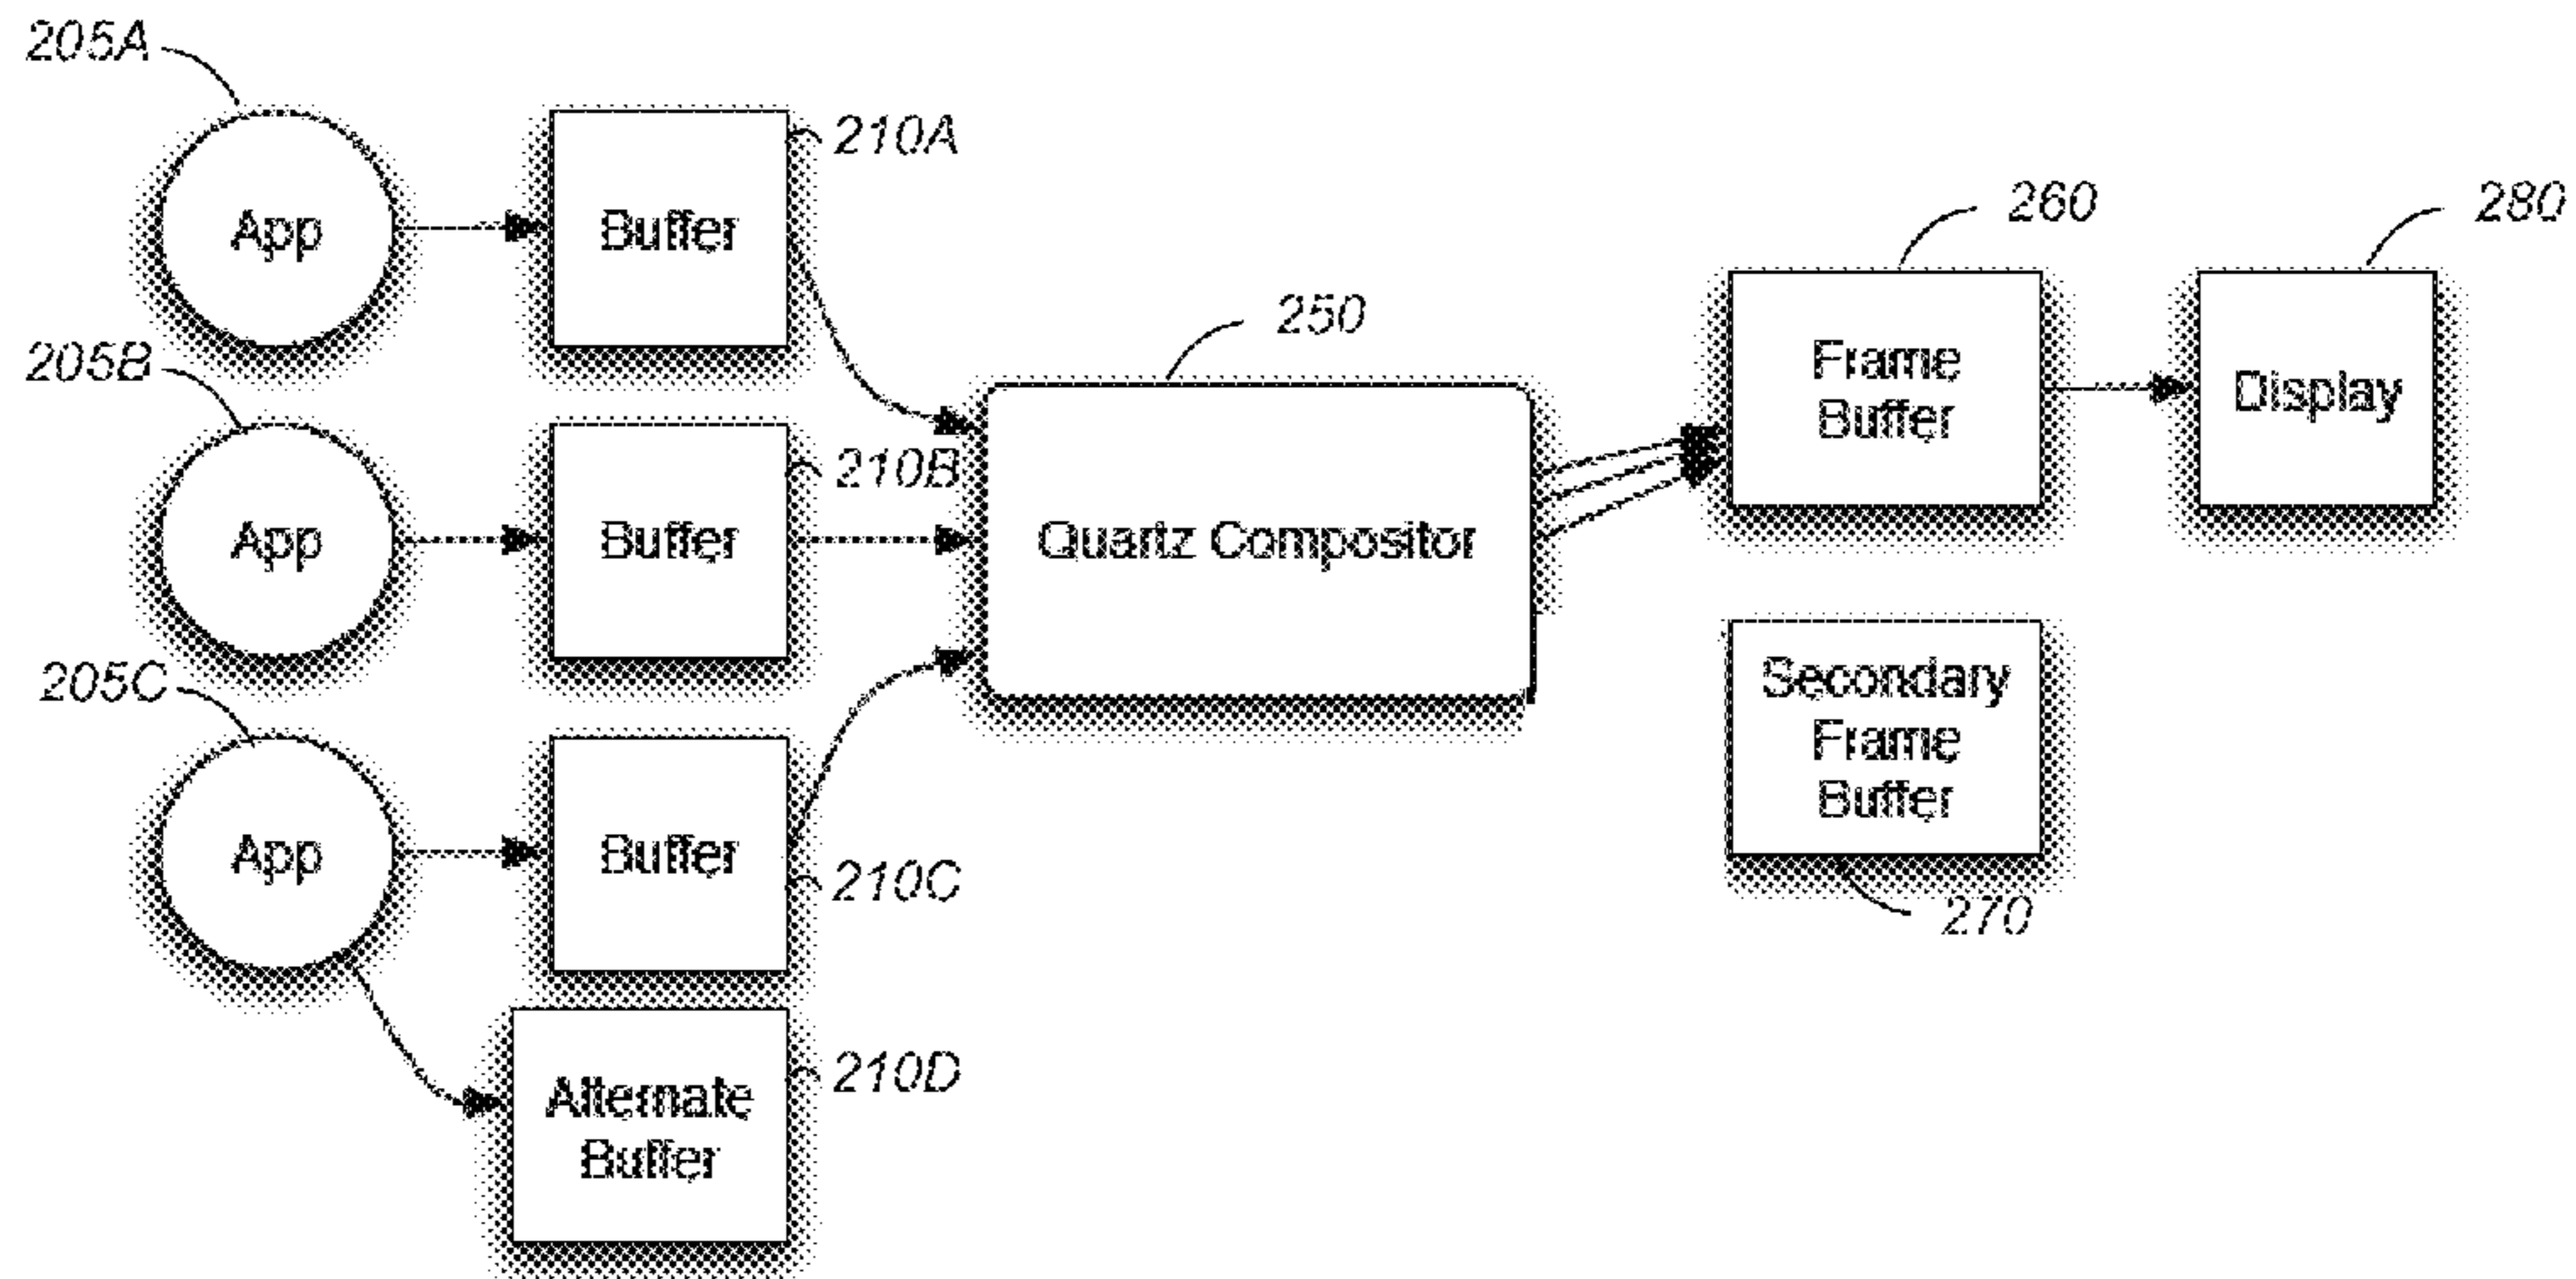 205A
App
Buffer
210A
205B
App
Buffer
210B
205C
App
Buffer
210C
Alternate
Buffer
210D
250
Quartz Compositor
260
Frame
Buffer
280
Display
Secondary
Frame
Buffer
270